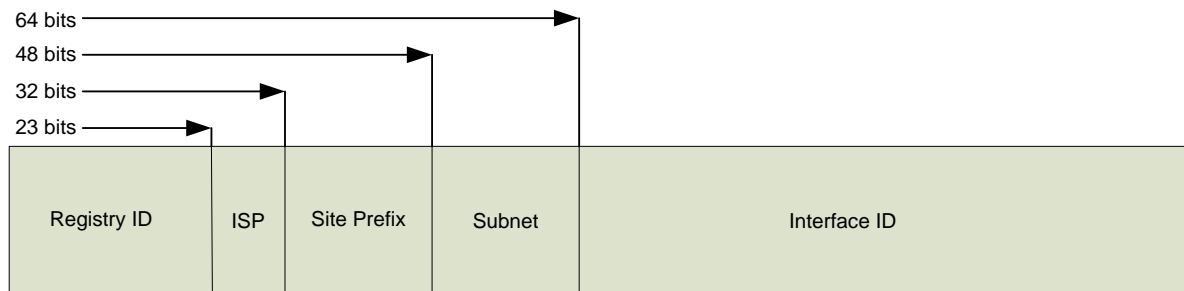 64 bits
48 bits
32 bits
23 bits
Registry ID
ISP
Site Prefix
Subnet
Interface ID